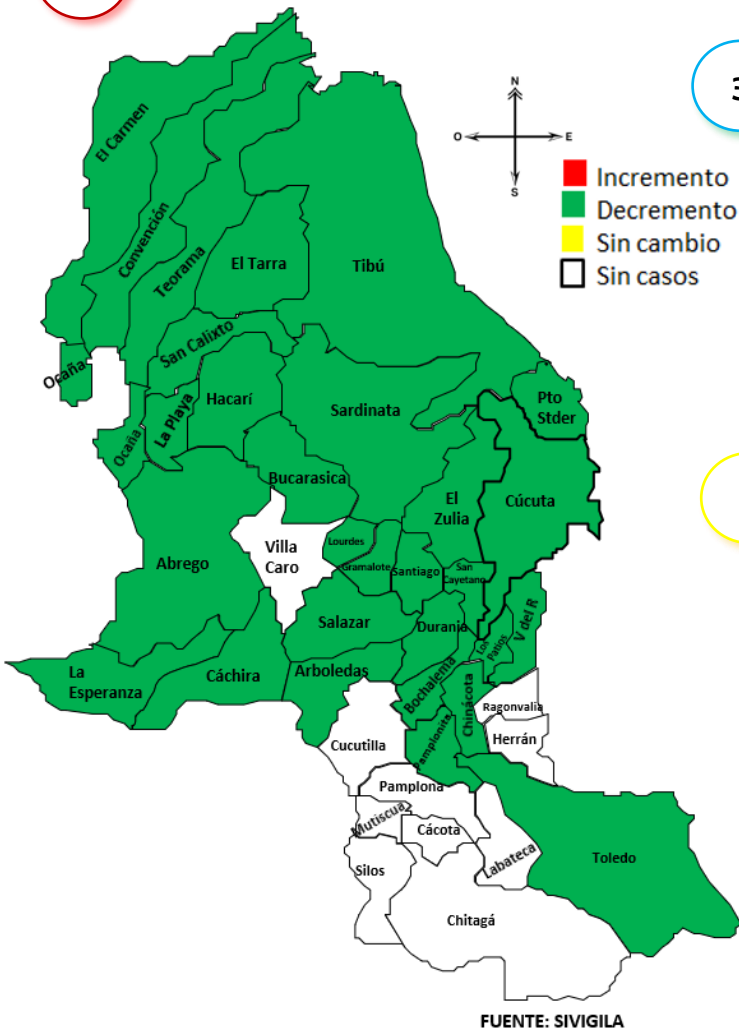 3
N
O
E
S
Incremento
Decremento
Sin cambio
Sin casos
El Carmen
Convención
Teorama
El Tarra
Tibú
San Calixto
Ocaña
La Playa
Hacarí
Sardinata
Pto
Stder
Ocaña
Bucarasica
El
Zulia
Cúcuta
Villa
Caro
Lourdes
Gramalote
Santiago
San
Cayetano
Abrego
Salazar
Durania
Los
Patios
V del R
La
Esperanza
Cáchira
Arboledas
Bochalema
Chinácota
Ragonvalia
Pamplonita
Herrán
Cucutilla
Pamplona
Mutiscua
Cácota
Labateca
Toledo
Silos
Chitagá
FUENTE: SIVIGILA